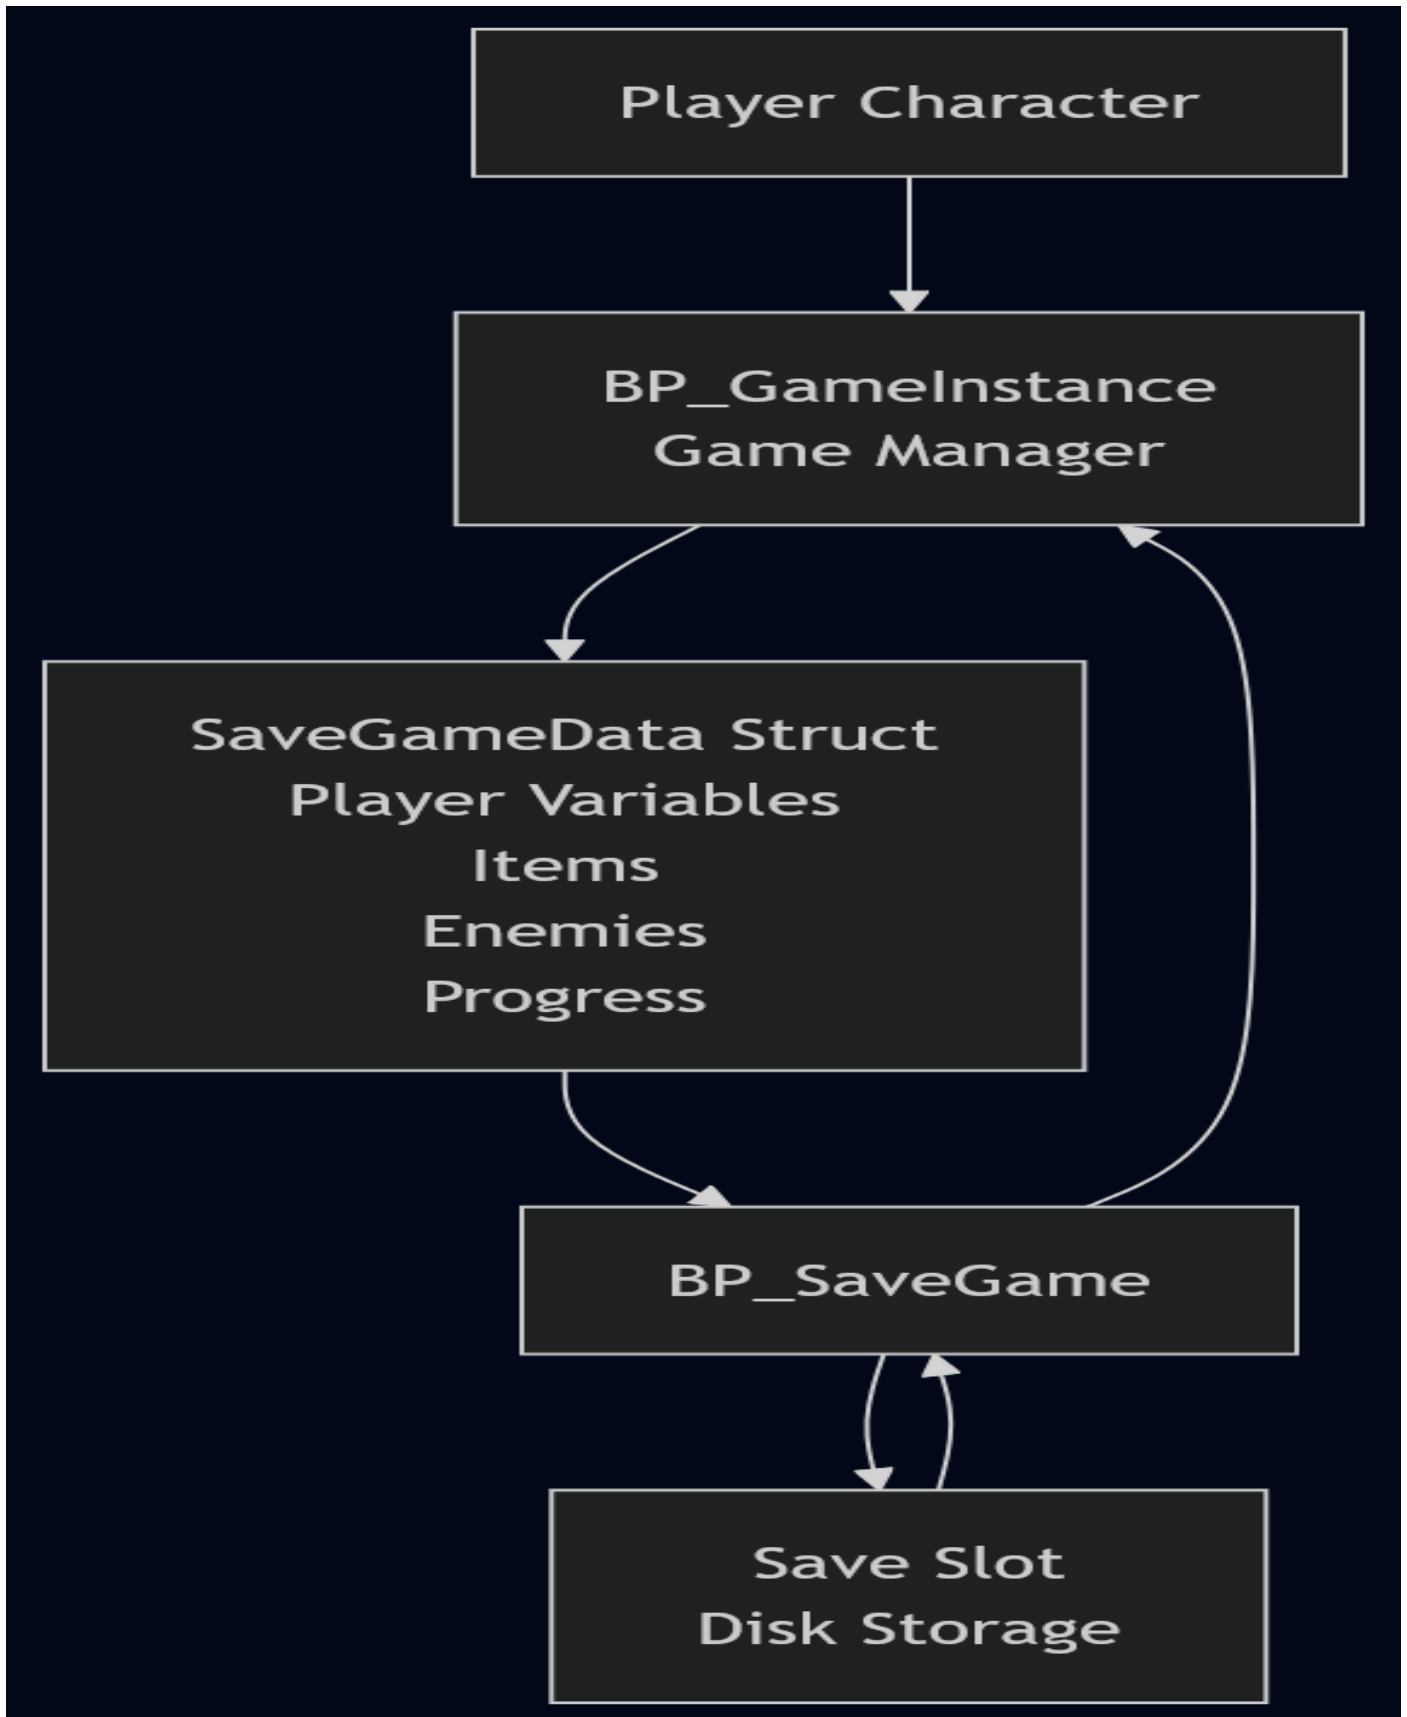 Player Character
BP_GameInstance
Game Manager
SaveGameData Struct
Player Variables
Items
Enemies
Progress
BP_SaveGame
Save Slot
Disk Storage